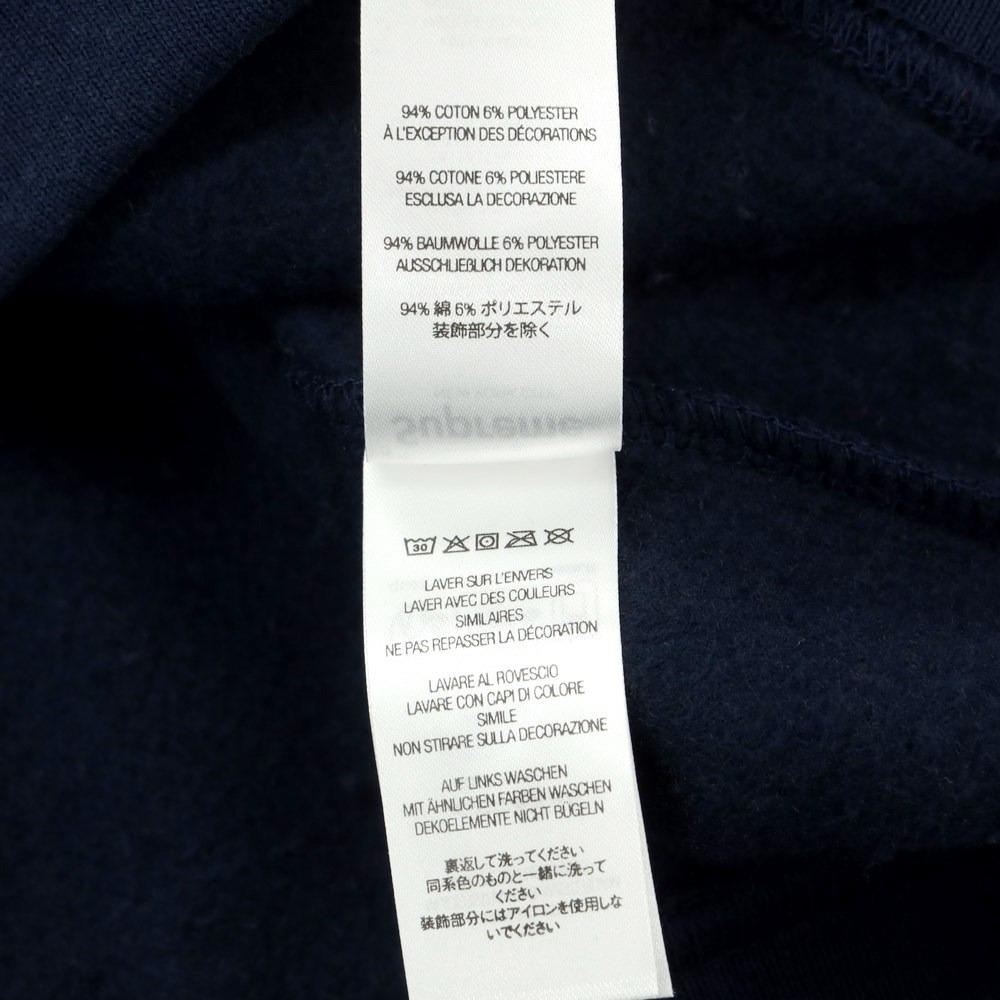 94% COTON 6% POLYESTER
À L'EXCEPTION DES DÉCORATIONS
94% COTONE 6% POLIESTERE
ESCLUSA LA DECORAZIONE
94% BAUMWOLLE 6% POLYESTER
AUSSCHLIEßLICH DEKORATION
94% 綿 6% ポリエステル
装飾部分を除く
Supreme
30
LAVER SUR L'ENVERS
LAVER AVEC DES COULEURS
SIMILAIRES
NE PAS REPASSER LA DÉCORATION
LAVARE AL ROVESCIO
LAVARE CON CAPI DI COLORE
SIMILE
NON STIRARE SULLA DECORAZIONE
AUF LINKS WASCHEN
MIT ÄHNLICHEN FARBEN WASCHEN
DEKOELEMENTE NICHT BÜGELN
裏返して洗ってください
同系色のものと一緒に洗って
ください
装飾部分にはアイロンを使用しな
いでください